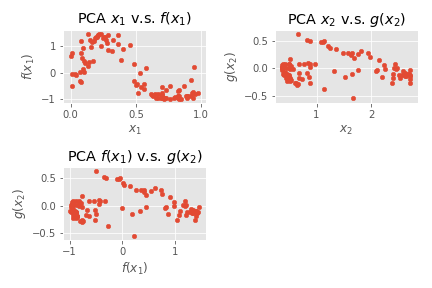 PCA x₁ v.s. f(x₁)
1
0
−1
f(x₁)
0.0 0.5 1.0
x₁
PCA x₂ v.s. g(x₂)
0.5
0.0
−0.5
g(x₂)
1 2
x₂
PCA f(x₁) v.s. g(x₂)
0.5
0.0
−0.5
g(x₂)
−1 0 1
f(x₁)